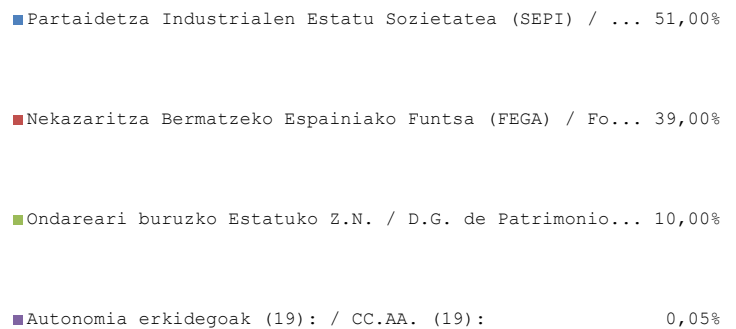 Partaidetza Industrialen Estatu Sozietatea (SEPI) / ... 51,00%
Nekazaritza Bermatzeko Espainiako Funtsa (FEGA) / Fo... 39,00%
Ondareari buruzko Estatuko Z.N. / D.G. de Patrimonio... 10,00%
Autonomia erkidegoak (19): / CC.AA. (19): 0,05%